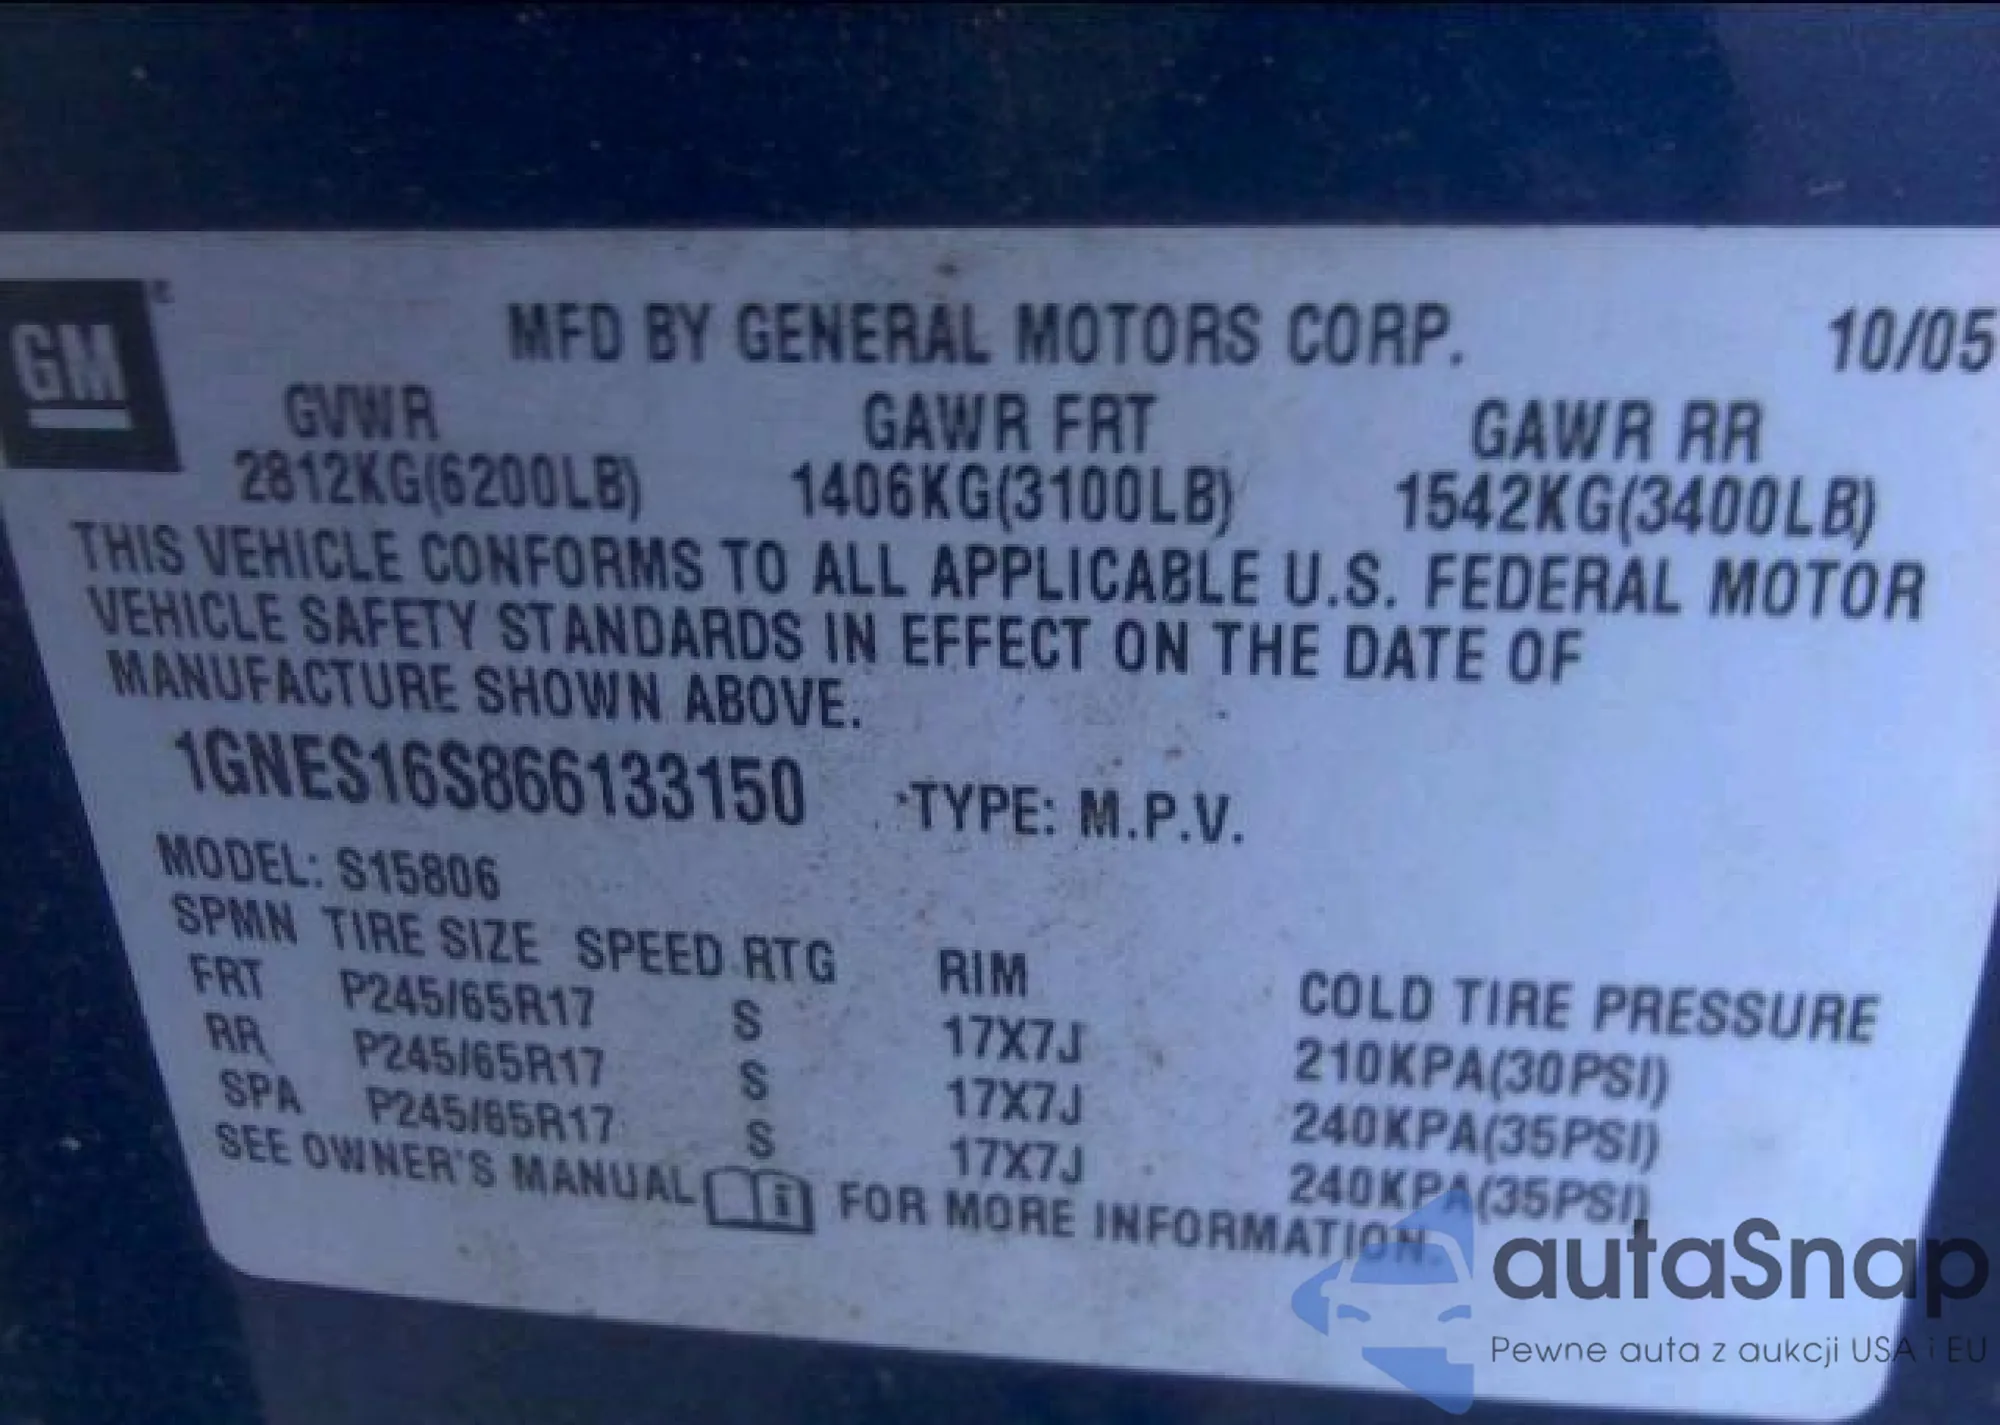 GM
MFD BY GENERAL MOTORS CORP. 10/05
GVWR GAWR FRT GAWR RR
2812KG(6200LB) 1406KG(3100LB) 1542KG(3400LB)
THIS VEHICLE CONFORMS TO ALL APPLICABLE U.S. FEDERAL MOTOR
VEHICLE SAFETY STANDARDS IN EFFECT ON THE DATE OF
MANUFACTURE SHOWN ABOVE.
1GNES16S866133150 TYPE: M.P.V.
MODEL: S15806
SPMN TIRE SIZE SPEED RTG RIM COLD TIRE PRESSURE
FRT P245/65R17 S 17X7J 210KPA(30PSI)
RR P245/65R17 S 17X7J 240KPA(35PSI)
SPA P245/65R17 S 17X7J 240KPA(35PSI)
SEE OWNER'S MANUAL FOR MORE INFORMATION.
autaSnap
Pewne auta z aukcji USA i EU